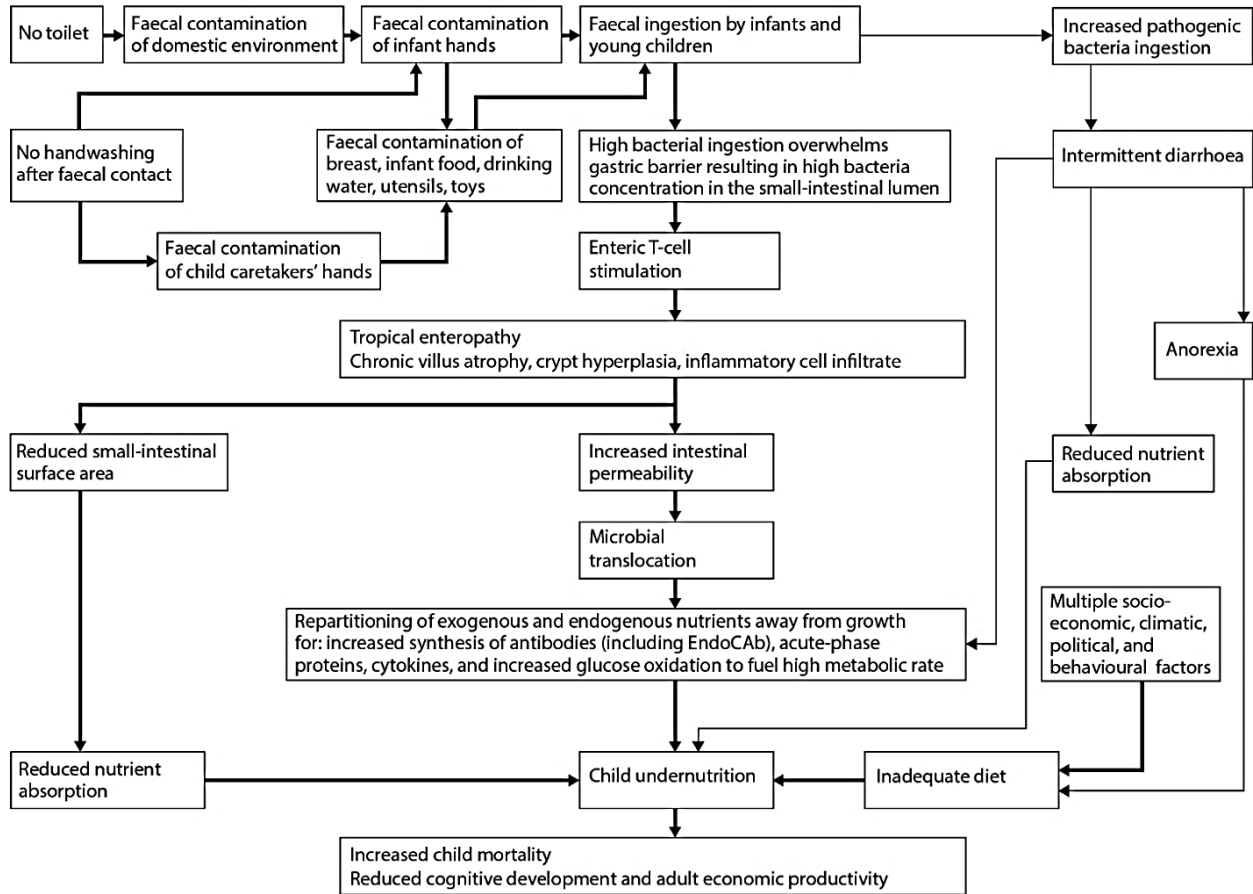 No toilet
Faecal contamination
of domestic environment
Faecal contamination
of infant hands
Faecal ingestion by infants and
young children
Increased pathogenic
bacteria ingestion
No handwashing
after faecal contact
Faecal contamination of
breast, infant food, drinking
water, utensils, toys
High bacterial ingestion overwhelms
gastric barrier resulting in high bacteria
concentration in the small-intestinal lumen
Intermittent diarrhoea
Faecal contamination
of child caretakers' hands
Enteric T-cell
stimulation
Tropical enteropathy
Chronic villus atrophy, crypt hyperplasia, inflammatory cell infiltrate
Anorexia
Reduced small-intestinal
surface area
Increased intestinal
permeability
Reduced nutrient
absorption
Microbial
translocation
Repartitioning of exogenous and endogenous nutrients away from growth
for: increased synthesis of antibodies (including EndoCAb), acute-phase
proteins, cytokines, and increased glucose oxidation to fuel high metabolic rate
Multiple socio-
economic, climatic,
political, and
behavioural factors
Reduced nutrient
absorption
Child undernutrition
Inadequate diet
Increased child mortality
Reduced cognitive development and adult economic productivity